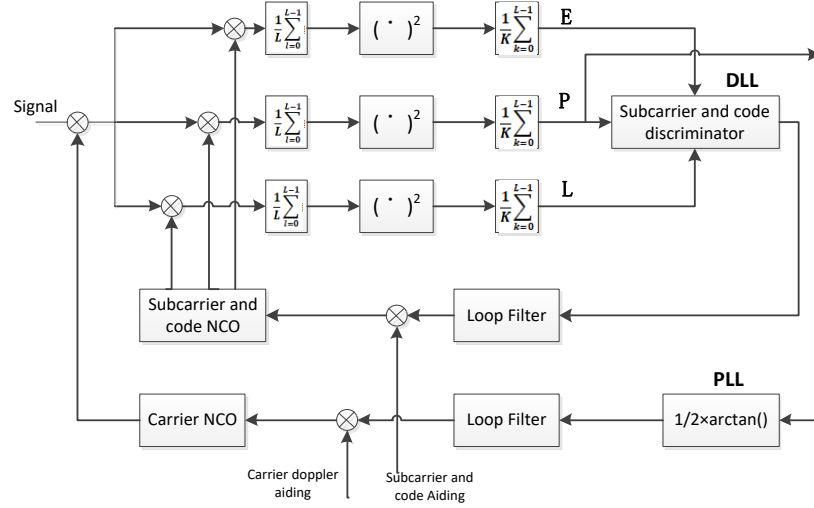 1/L ∑ l=0 L-1
( · )²
1/K ∑ k=0 L-1
E
DLL
Signal
1/L ∑ l=0 L-1
( · )²
1/K ∑ k=0 L-1
P
Subcarrier and code
discriminator
1/L ∑ l=0 L-1
( · )²
1/K ∑ k=0 L-1
L
Subcarrier and
code NCO
Loop Filter
PLL
Carrier NCO
Loop Filter
1/2×arctan()
Carrier doppler
aiding
Subcarrier and
code Aiding